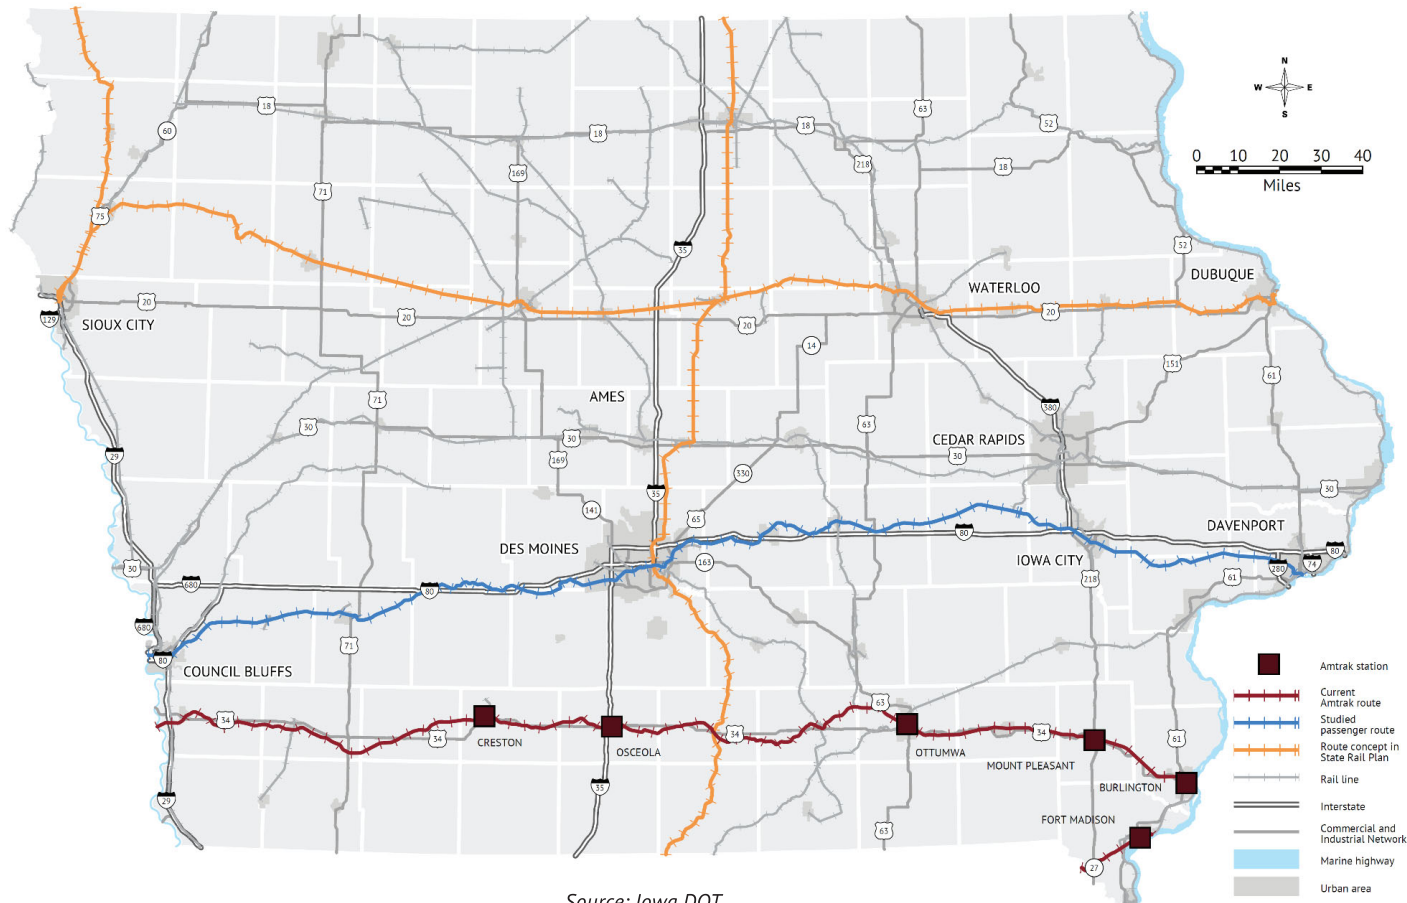 N
W E
S
0 10 20 30 40
Miles
18
60
18
18
63
52
218
18
169
71
75
35
52
DUBUQUE
WATERLOO
20
129
SIOUX CITY
20
20
20
14
151
61
AMES
71
380
63
30
30
169
CEDAR RAPIDS
30
29
330
35
30
141
65
DAVENPORT
DES MOINES
80
80
163
IOWA CITY
280
74
30
680
80
218
61
680
71
80
COUNCIL BLUFFS
63
34
34
CRESTON
OSCEOLA
34
OTTUMWA
34
MOUNT PLEASANT
61
BURLINGTON
35
29
FORT MADISON
63
27
Amtrak station
Current
Amtrak route
Studied
passenger route
Route concept in
State Rail Plan
Rail line
Interstate
Commercial and
Industrial Network
Marine highway
Urban area
Source: Iowa DOT